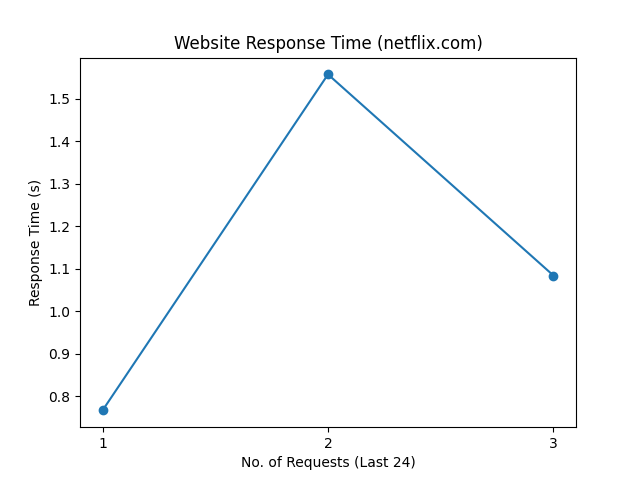 Website Response Time (netflix.com)
Response Time (s)
1.5
1.4
1.3
1.2
1.1
1.0
0.9
0.8
1 2 3
No. of Requests (Last 24)